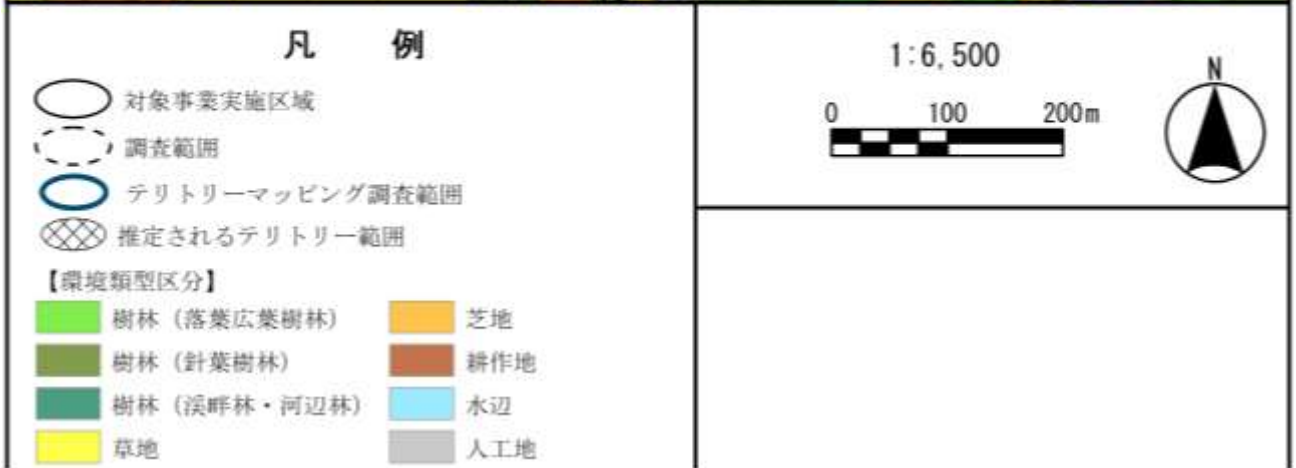 凡 例
対象事業実施区域
調査範囲
テリトリーマッピング調査範囲
推定されるテリトリー範囲
【環境類型区分】
樹林（落葉広葉樹林）
樹林（針葉樹林）
樹林（渓畔林・河辺林）
草地
芝地
耕作地
水辺
人工地
1:6,500
0 100 200m
N